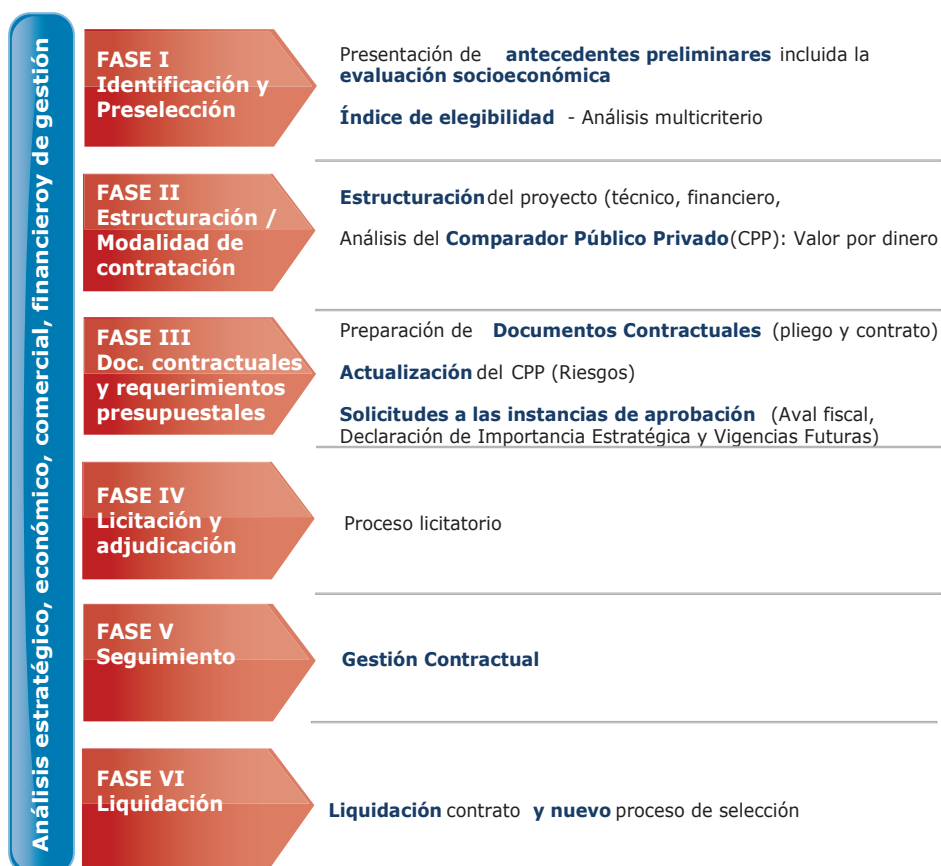 Análisis estratégico, económico, comercial, financieroy de gestión
FASE I
Identificación y
Preselección
Presentación de antecedentes preliminares incluida la
evaluación socioeconómica
Índice de elegibilidad - Análisis multicriterio
FASE II
Estructuración /
Modalidad de
contratación
Estructuración del proyecto (técnico, financiero,
Análisis del Comparador Público Privado (CPP): Valor por dinero
FASE III
Doc. contractuales
y requerimientos
presupuestales
Preparación de Documentos Contractuales (pliego y contrato)
Actualización del CPP (Riesgos)
Solicitudes a las instancias de aprobación (Aval fiscal,
Declaración de Importancia Estratégica y Vigencias Futuras)
FASE IV
Licitación y
adjudicación
Proceso licitatorio
FASE V
Seguimiento
Gestión Contractual
FASE VI
Liquidación
Liquidación contrato y nuevo proceso de selección